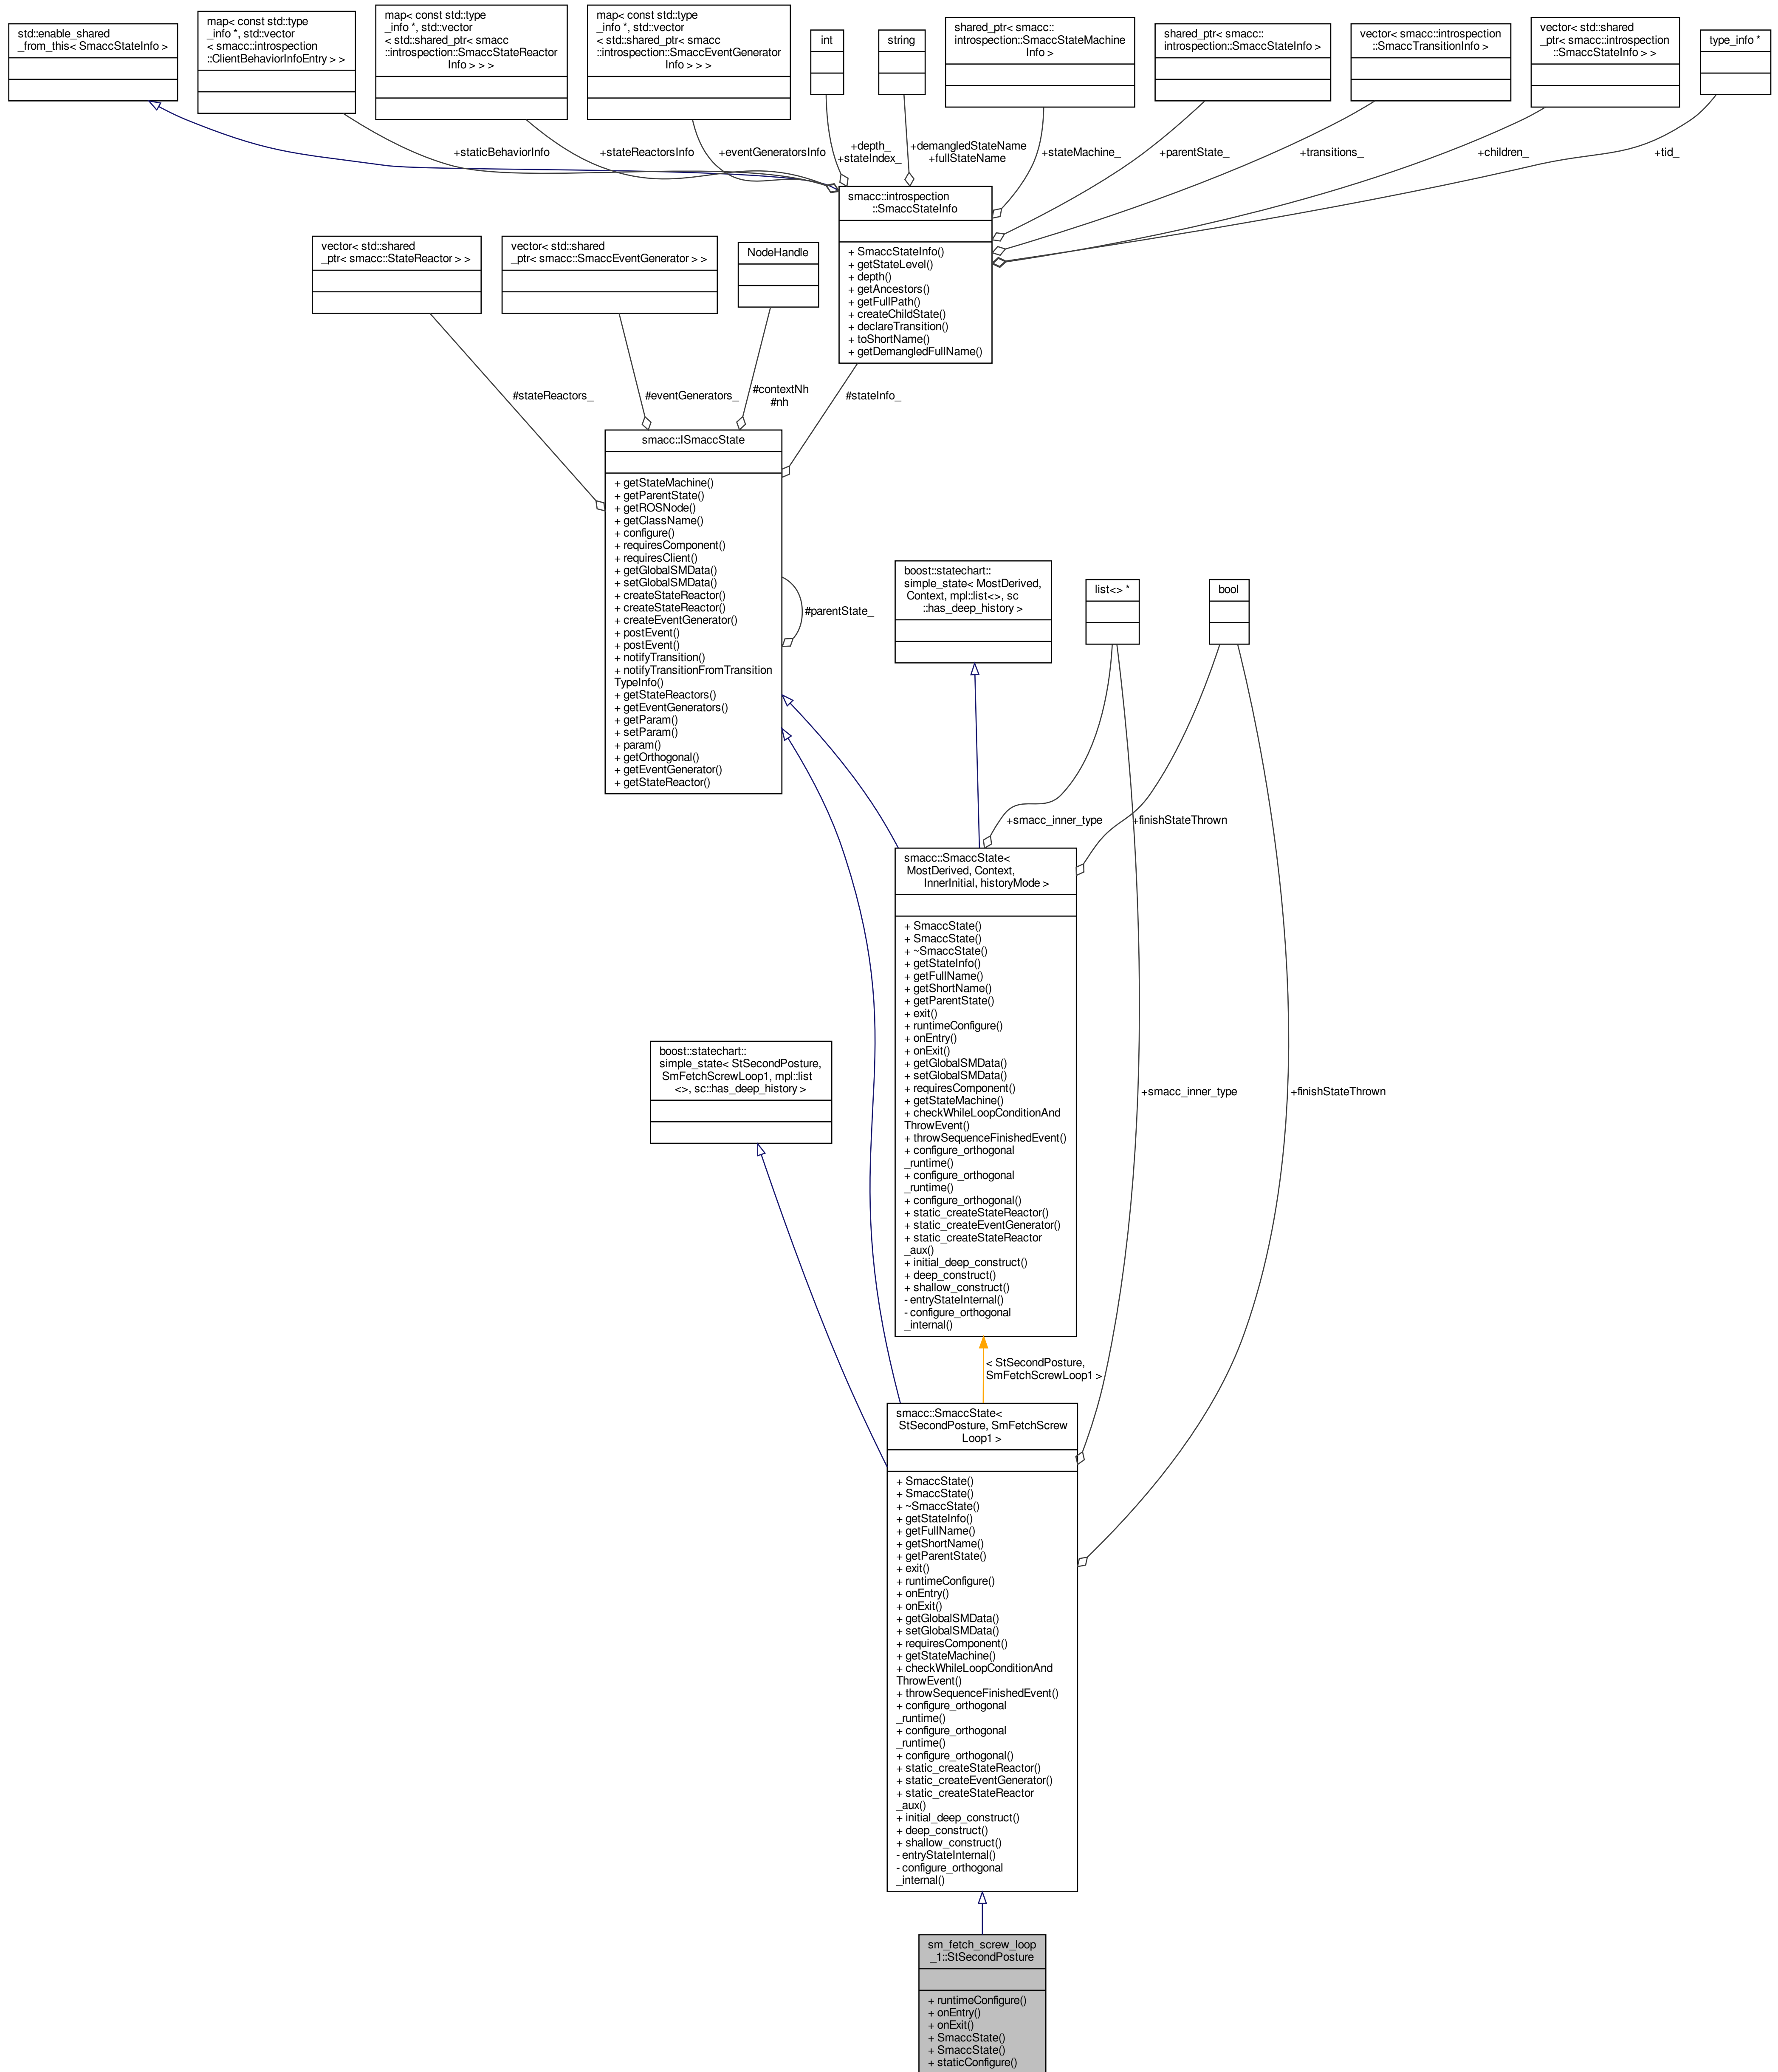 std::enable_shared
_from_this< SmaccStateInfo >
map< const std::type
_info *, std::vector
< smacc::introspection
::ClientBehaviorInfoEntry > >
map< const std::type
_info *, std::vector
< std::shared_ptr< smacc
::introspection::SmaccStateReactor
Info > > >
map< const std::type
_info *, std::vector
< std::shared_ptr< smacc
::introspection::SmaccEventGenerator
Info > > >
int
string
shared_ptr< smacc::
introspection::SmaccStateMachine
Info >
shared_ptr< smacc::
introspection::SmaccStateInfo >
vector< smacc::introspection
::SmaccTransitionInfo >
vector< std::shared
_ptr< smacc::introspection
::SmaccStateInfo > >
type_info *
+staticBehaviorInfo
+stateReactorsInfo
+eventGeneratorsInfo
+depth_
+stateIndex_
+demangledStateName
+fullStateName
+stateMachine_
+parentState_
+transitions_
+children_
+tid_
smacc::introspection
::SmaccStateInfo
+ SmaccStateInfo()
+ getStateLevel()
+ depth()
+ getAncestors()
+ getFullPath()
+ createChildState()
+ declareTransition()
+ toShortName()
+ getDemangledFullName()
vector< std::shared
_ptr< smacc::StateReactor > >
vector< std::shared
_ptr< smacc::SmaccEventGenerator > >
NodeHandle
#stateReactors_
#eventGenerators_
#contextNh
#nh
#stateInfo_
smacc::ISmaccState
+ getStateMachine()
+ getParentState()
+ getROSNode()
+ getClassName()
+ configure()
+ requiresComponent()
+ requiresClient()
+ getGlobalSMData()
+ setGlobalSMData()
+ createStateReactor()
+ createStateReactor()
+ createEventGenerator()
+ postEvent()
+ postEvent()
+ notifyTransition()
+ notifyTransitionFromTransition
TypeInfo()
+ getStateReactors()
+ getEventGenerators()
+ getParam()
+ setParam()
+ param()
+ getOrthogonal()
+ getEventGenerator()
+ getStateReactor()
#parentState_
boost::statechart::
simple_state< MostDerived,
Context, mpl::list<>, sc
::has_deep_history >
list<> *
bool
+smacc_inner_type
+finishStateThrown
smacc::SmaccState<
MostDerived, Context,
InnerInitial, historyMode >
+ SmaccState()
+ SmaccState()
+ ~SmaccState()
+ getStateInfo()
+ getFullName()
+ getShortName()
+ getParentState()
+ exit()
+ runtimeConfigure()
+ onEntry()
+ onExit()
+ getGlobalSMData()
+ setGlobalSMData()
+ requiresComponent()
+ getStateMachine()
+ checkWhileLoopConditionAnd
ThrowEvent()
+ throwSequenceFinishedEvent()
+ configure_orthogonal
_runtime()
+ configure_orthogonal
_runtime()
+ configure_orthogonal()
+ static_createStateReactor()
+ static_createEventGenerator()
+ static_createStateReactor
_aux()
+ initial_deep_construct()
+ deep_construct()
+ shallow_construct()
- entryStateInternal()
- configure_orthogonal
_internal()
boost::statechart::
simple_state< StSecondPosture,
SmFetchScrewLoop1, mpl::list
<>, sc::has_deep_history >
+smacc_inner_type
+finishStateThrown
< StSecondPosture,
SmFetchScrewLoop1 >
smacc::SmaccState<
StSecondPosture, SmFetchScrew
Loop1 >
+ SmaccState()
+ SmaccState()
+ ~SmaccState()
+ getStateInfo()
+ getFullName()
+ getShortName()
+ getParentState()
+ exit()
+ runtimeConfigure()
+ onEntry()
+ onExit()
+ getGlobalSMData()
+ setGlobalSMData()
+ requiresComponent()
+ getStateMachine()
+ checkWhileLoopConditionAnd
ThrowEvent()
+ throwSequenceFinishedEvent()
+ configure_orthogonal
_runtime()
+ configure_orthogonal
_runtime()
+ configure_orthogonal()
+ static_createStateReactor()
+ static_createEventGenerator()
+ static_createStateReactor
_aux()
+ initial_deep_construct()
+ deep_construct()
+ shallow_construct()
- entryStateInternal()
- configure_orthogonal
_internal()
sm_fetch_screw_loop
_1::StSecondPosture
+ runtimeConfigure()
+ onEntry()
+ onExit()
+ SmaccState()
+ SmaccState()
+ staticConfigure()